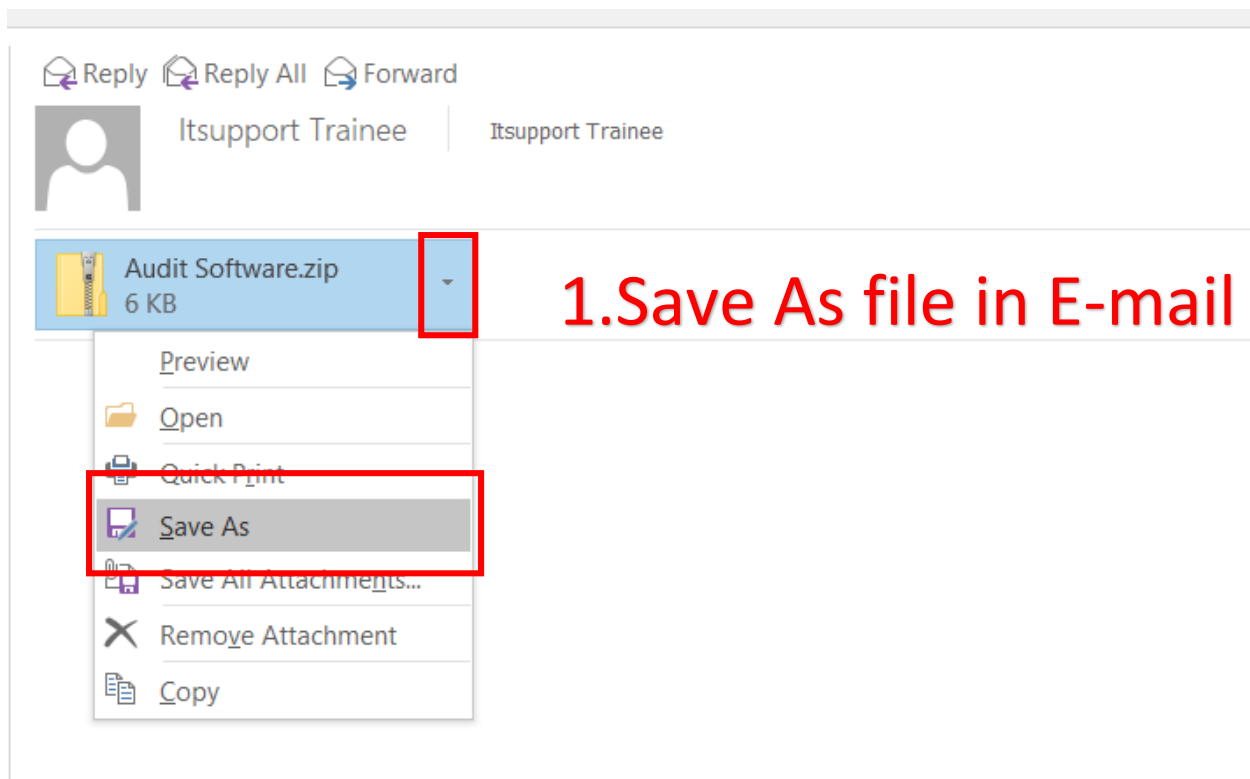 Reply Reply All Forward
Itsupport Trainee Itsupport Trainee
Audit Software.zip
6 KB
1.Save As file in E-mail
Preview
Open
Quick Print
Save As
Save All Attachments...
Remove Attachment
Copy